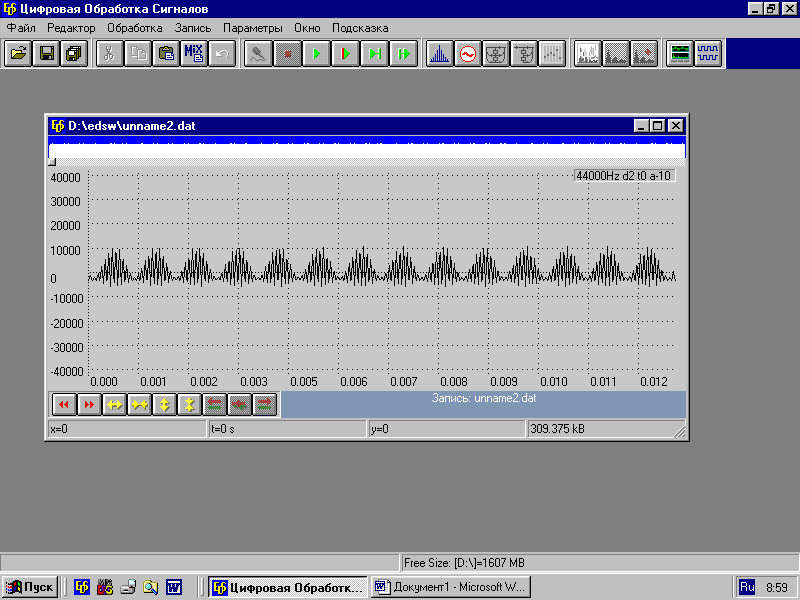 Цифровая Обработка Сигналов
Файл Редактор Обработка Запись Параметры Окно Подсказка
MiX
D:\edsw\unname2.dat
44000Hz d2 t0 a-10
40000
30000
20000
10000
0
-10000
-20000
-30000
-40000
0.000 0.001 0.002 0.003 0.005 0.006 0.007 0.008 0.009 0.010 0.011 0.012
Запись: unname2.dat
x=0 t=0 s y=0 309.375 kB
Free Size: [D:\]=1607 MB
Пуск Цифровая Обработк... Документ1 - Microsoft W... Ru 8:59